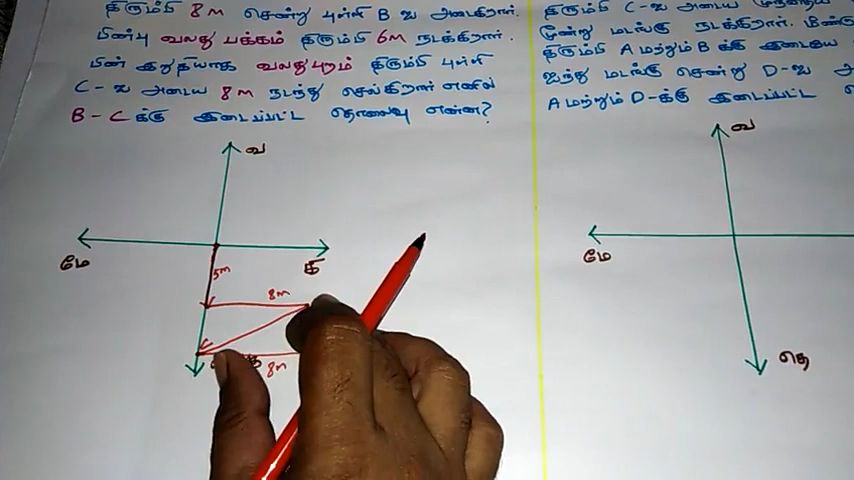 திரும்பி 8m சென்று புள்ளி B ஐ அடைகிறார்.
பின்பு வலது பக்கம் திரும்பி 6m நடக்கிறார்.
பின் இறுதியாக வலதுபுறம் திரும்பி புள்ளி
C - ஐ அடைய 8m நடந்து செல்கிறார் எனில்
B - C க்கு இடைப்பட்ட தொலைவு என்ன?
வ
மே
கி
5m
8m
8m
திரும்பி C-ஐ அடைய
மூன்று மடங்கு நடக்கிறார். மீண்டு
திரும்பி A மற்றும் B க்கு இடையே
ஐந்து மடங்கு சென்று D-ஐ
A மற்றும் D-க்கு இடைப்பட்ட
வ
மே
தெ